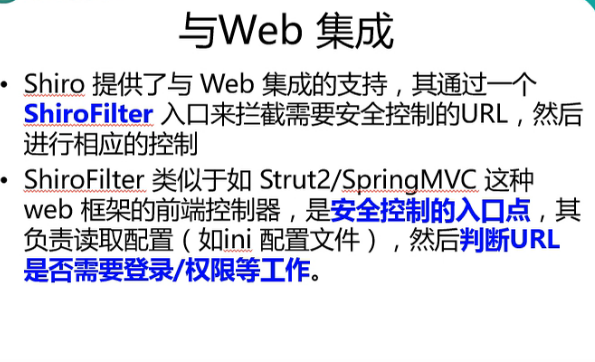 与Web 集成
• Shiro 提供了与 Web 集成的支持，其通过一个
ShiroFilter 入口来拦截需要安全控制的URL，然后
进行相应的控制
• ShiroFilter 类似于如 Strut2/SpringMVC 这种
web 框架的前端控制器，是安全控制的入口点，其
负责读取配置（如ini 配置文件），然后判断URL
是否需要登录/权限等工作。